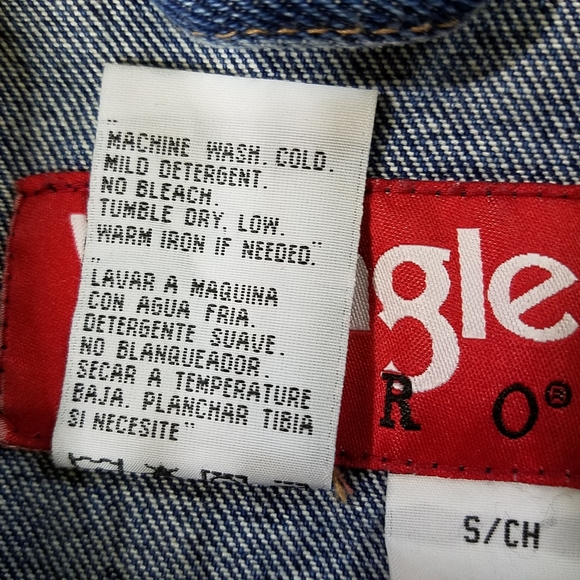 "
MACHINE WASH. COLD.
MILD DETERGENT.
NO BLEACH.
TUMBLE DRY, LOW.
WARM IRON IF NEEDED."
"
LAVAR A MAQUINA
CON AGUA FRIA.
DETERGENTE SUAVE.
NO BLANQUEADOR.
SECAR A TEMPERATURE
BAJA. PLANCHAR TIBIA
SI NECESITE"
ngle
R O®
S/CH